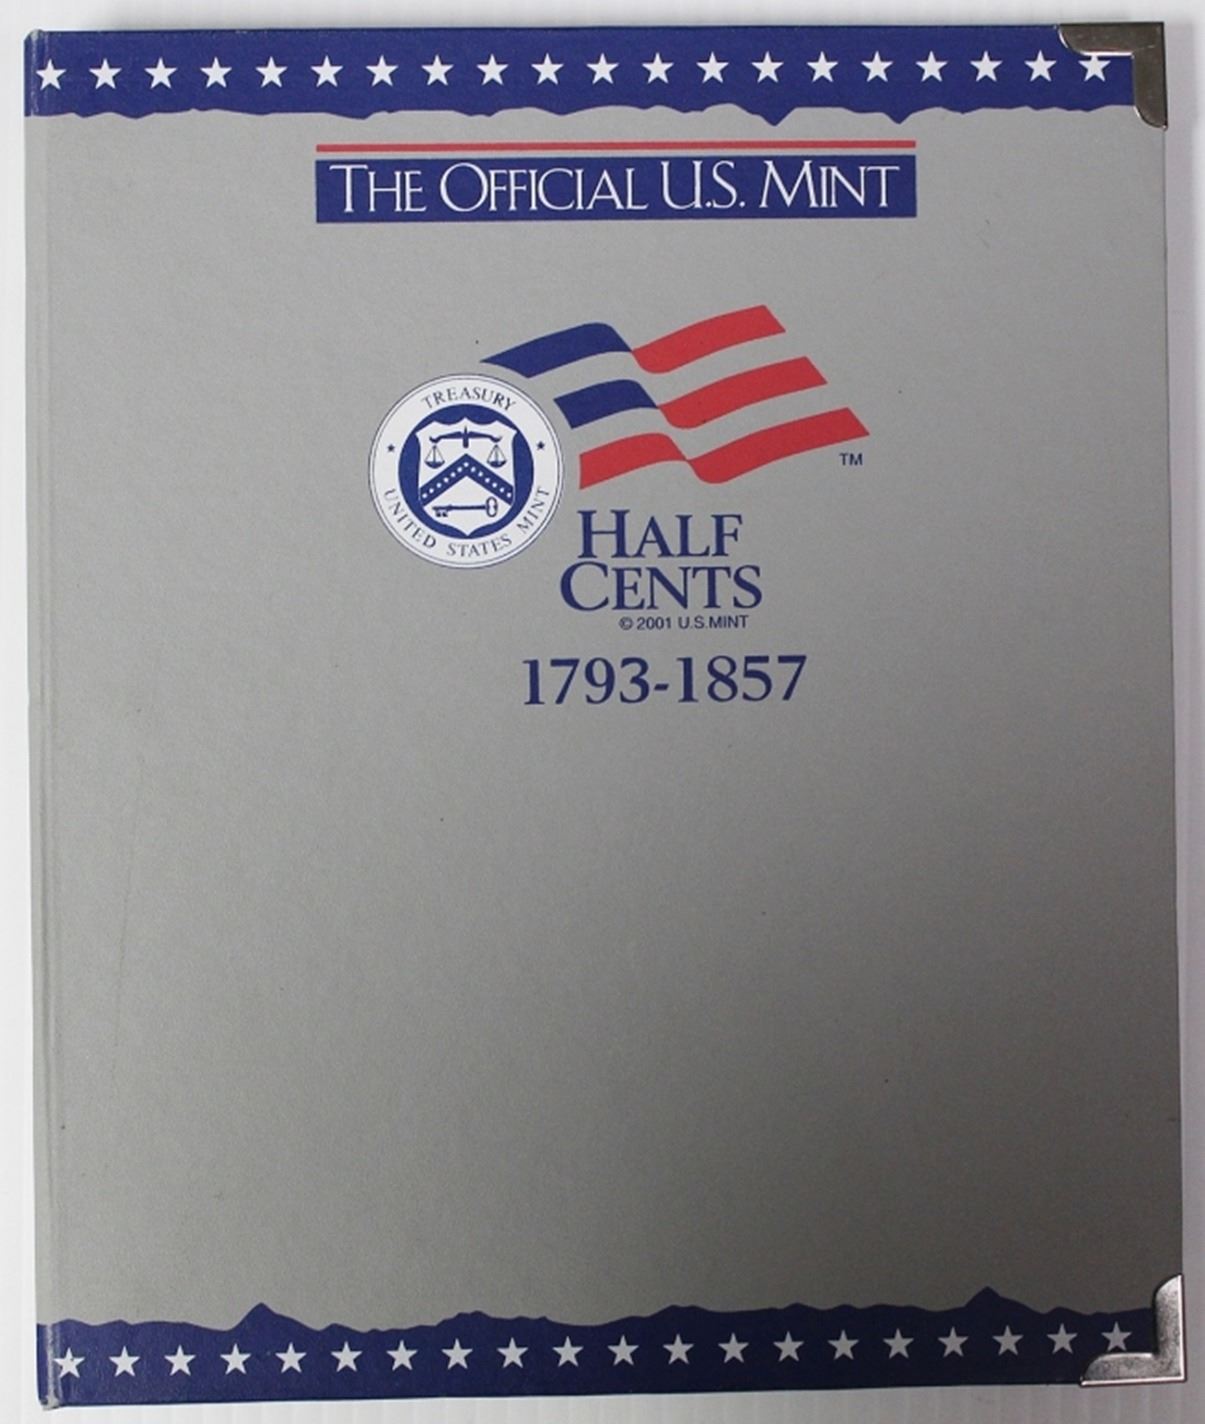 THE OFFICIAL U.S. MINT
TREASURY
UNITED STATES MINT
TM
HALF
CENTS
© 2001 U.S.MINT
1793-1857